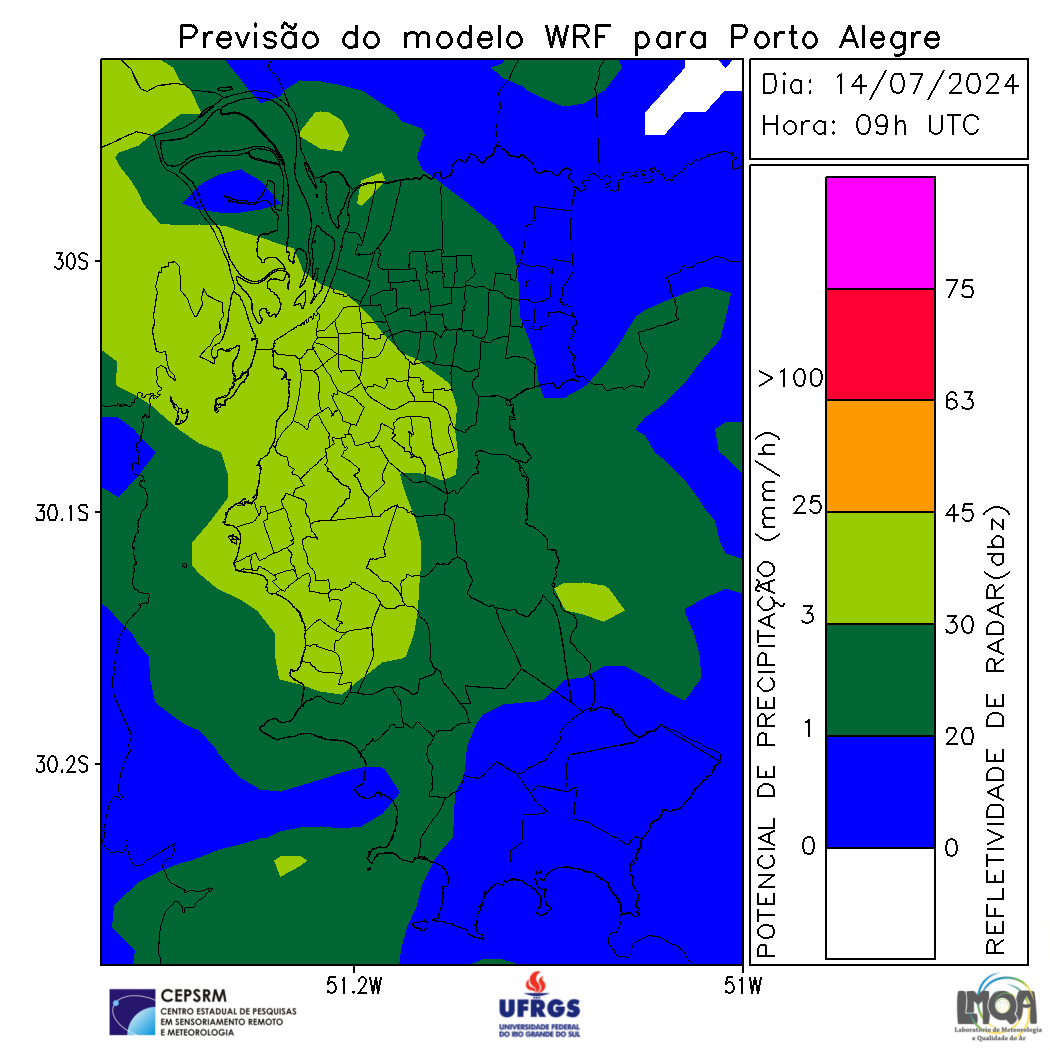 Previsão do modelo WRF para Porto Alegre
Dia: 14/07/2024
Hora: 09h UTC
30S
30.1S
30.2S
51.2W
51W
POTENCIAL DE PRECIPITAÇÃO (mm/h)
>100
25
3
1
0
75
63
45
30
20
0
REFLETIVIDADE DE RADAR(dbz)
CEPSRM
CENTRO ESTADUAL DE PESQUISAS
EM SENSORIAMENTO REMOTO
E METEOROLOGIA
UFRGS
UNIVERSIDADE FEDERAL
DO RIO GRANDE DO SUL
LMQA
Laboratório de Meteorologia
e Qualidade do Ar